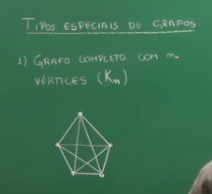 TIPOS ESPECIAIS DE GRAFOS
1) GRAFO COMPLETO COM n
VÉRTICES (Kn)